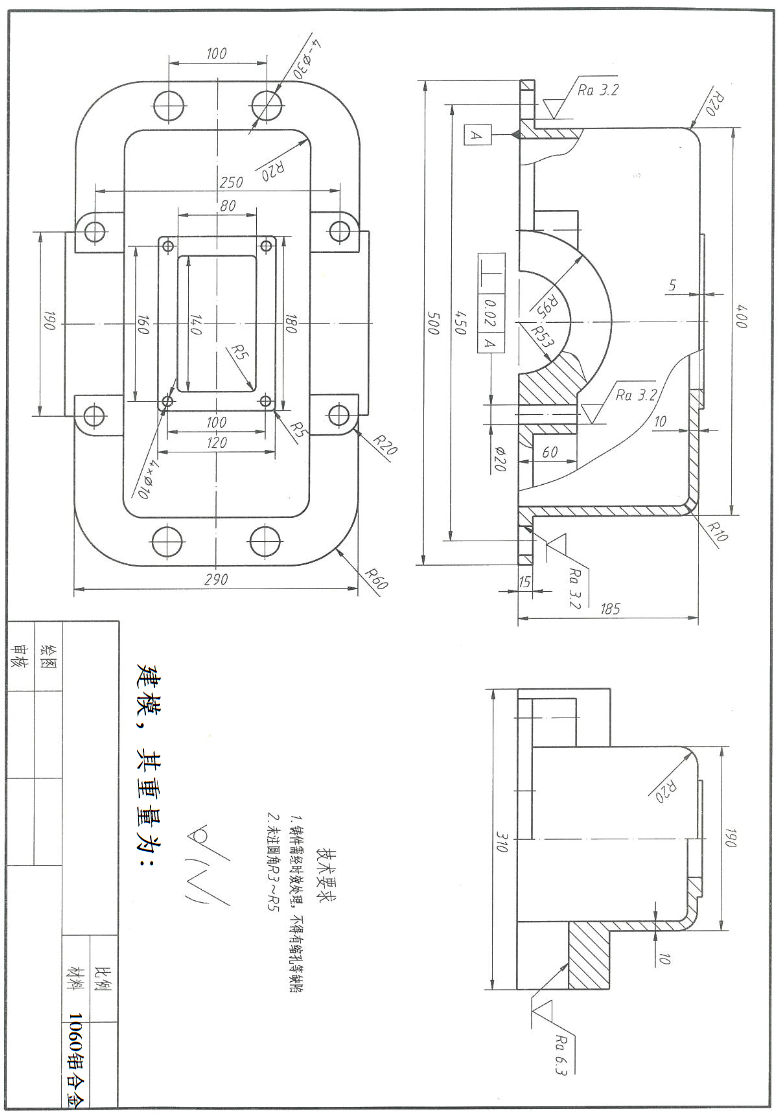 100
4-Ø30
R20
250
80
190
160
140
180
R5
100
120
4×Ø10
R5
R20
290
R60
Ra 3.2
R20
A
5
400
500
450
R95
R53
⊥ 0.02 A
Ra 3.2
10
Ø20
60
R10
15
Ra 3.2
185
310
R20
190
10
Ra 6.3
技术要求
1.铸件需经时效处理,不得有缩孔等缺陷
2.未注圆角R3~R5
建模,其重量为:
绘图
审核
比例
材料
1060铝合金